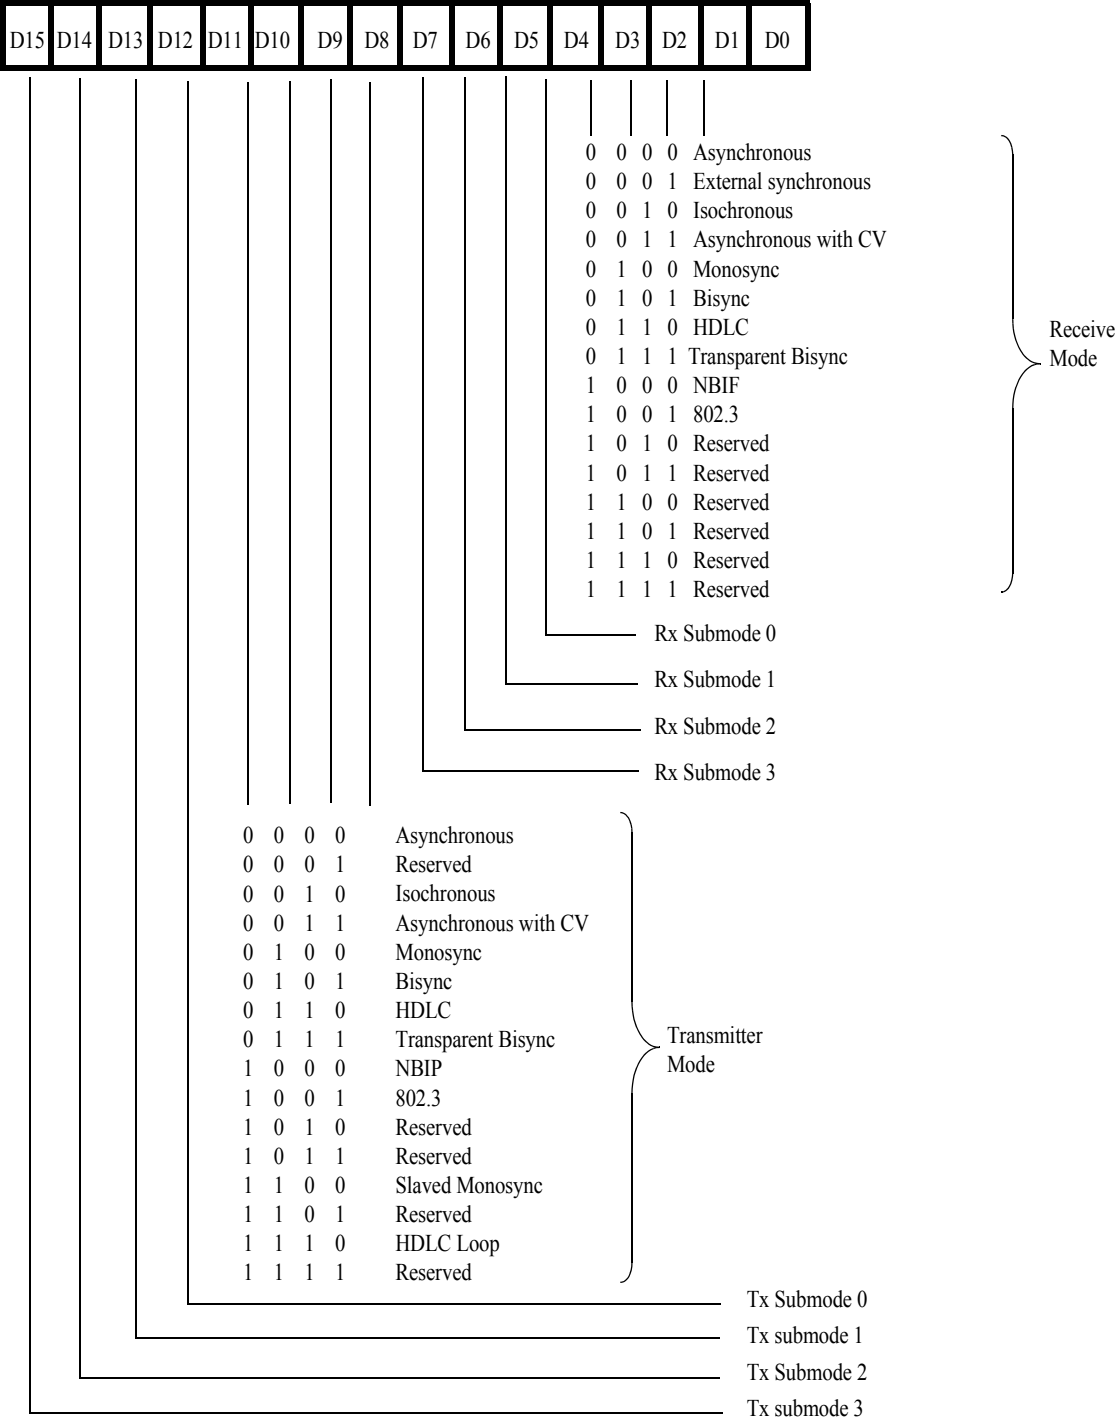 D15 D14 D13 D12 D11 D10 D9 D8 D7 D6 D5 D4 D3 D2 D1 D0
0 0 0 0 Asynchronous
0 0 0 1 External synchronous
0 0 1 0 Isochronous
0 0 1 1 Asynchronous with CV
0 1 0 0 Monosync
0 1 0 1 Bisync
0 1 1 0 HDLC
0 1 1 1 Transparent Bisync
1 0 0 0 NBIF
1 0 0 1 802.3
1 0 1 0 Reserved
1 0 1 1 Reserved
1 1 0 0 Reserved
1 1 0 1 Reserved
1 1 1 0 Reserved
1 1 1 1 Reserved
Receive
Mode
Rx Submode 0
Rx Submode 1
Rx Submode 2
Rx Submode 3
0 0 0 0 Asynchronous
0 0 0 1 Reserved
0 0 1 0 Isochronous
0 0 1 1 Asynchronous with CV
0 1 0 0 Monosync
0 1 0 1 Bisync
0 1 1 0 HDLC
0 1 1 1 Transparent Bisync
1 0 0 0 NBIP
1 0 0 1 802.3
1 0 1 0 Reserved
1 0 1 1 Reserved
1 1 0 0 Slaved Monosync
1 1 0 1 Reserved
1 1 1 0 HDLC Loop
1 1 1 1 Reserved
Transmitter
Mode
Tx Submode 0
Tx submode 1
Tx Submode 2
Tx submode 3